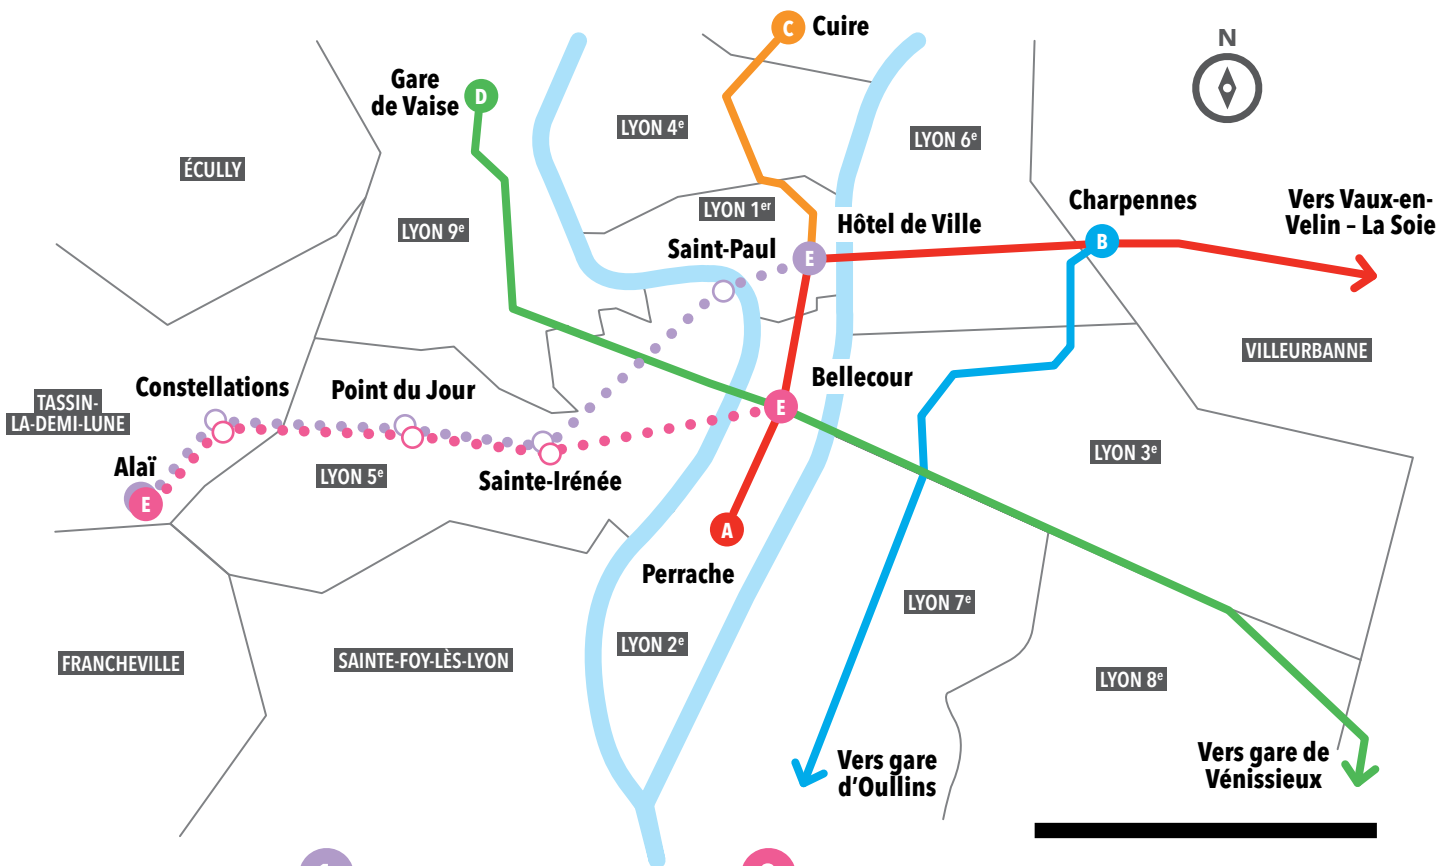 C
Cuire
N
Gare
de Vaise
D
LYON 4e
LYON 6e
ÉCULLY
Charpennes
Vers Vaux-en-
Velin – La Soie
LYON 1er
Hôtel de Ville
LYON 9e
Saint-Paul
E
B
VILLEURBANNE
Constellations
Point du Jour
Bellecour
TASSIN-
LA-DEMI-LUNE
E
Alaï
LYON 5e
Sainte-Irénée
LYON 3e
E
A
Perrache
LYON 7e
FRANCHEVILLE
SAINTE-FOY-LÈS-LYON
LYON 2e
LYON 8e
Vers gare
d'Oullins
Vers gare de
Vénissieux